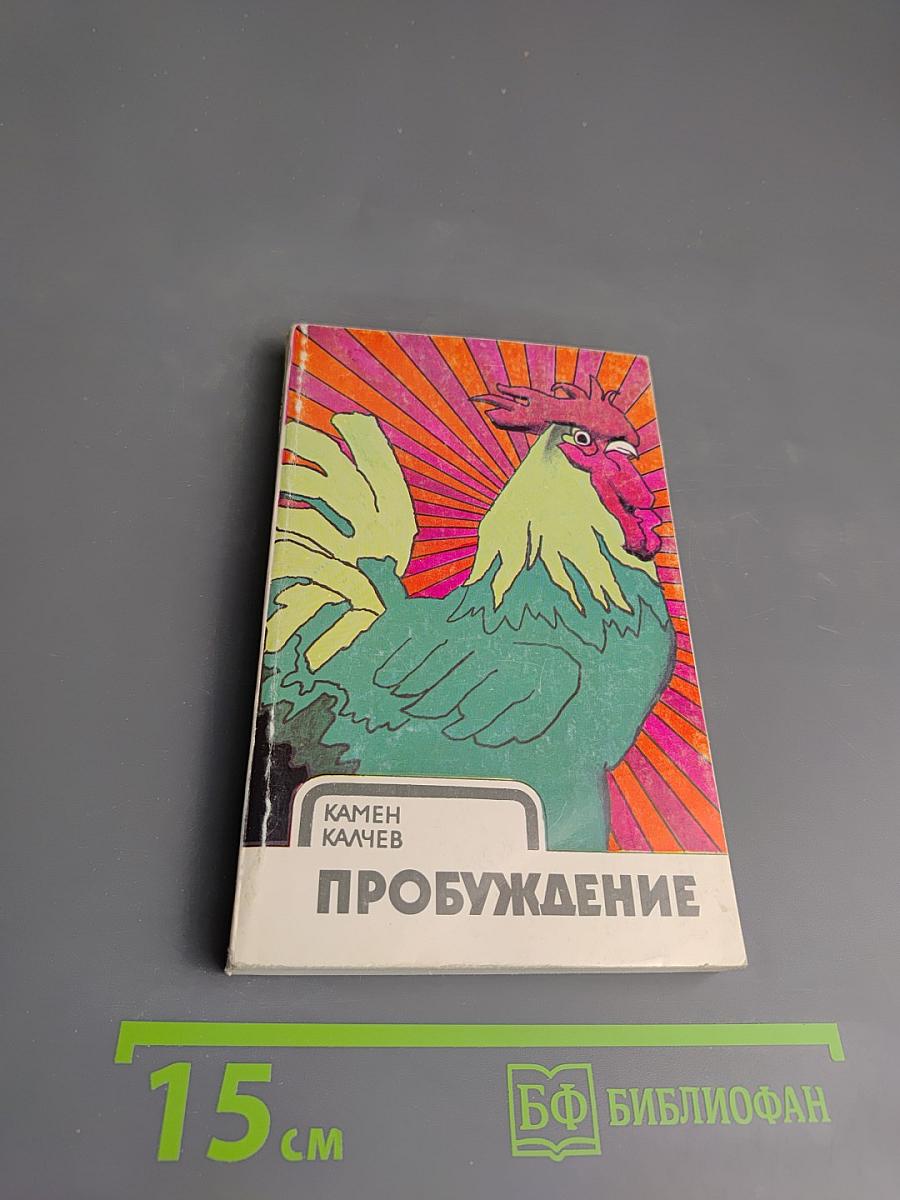 КАМЕН
КАЛЧЕВ
ПРОБУЖДЕНИЕ
15 см
БФ БИБЛИОФАН